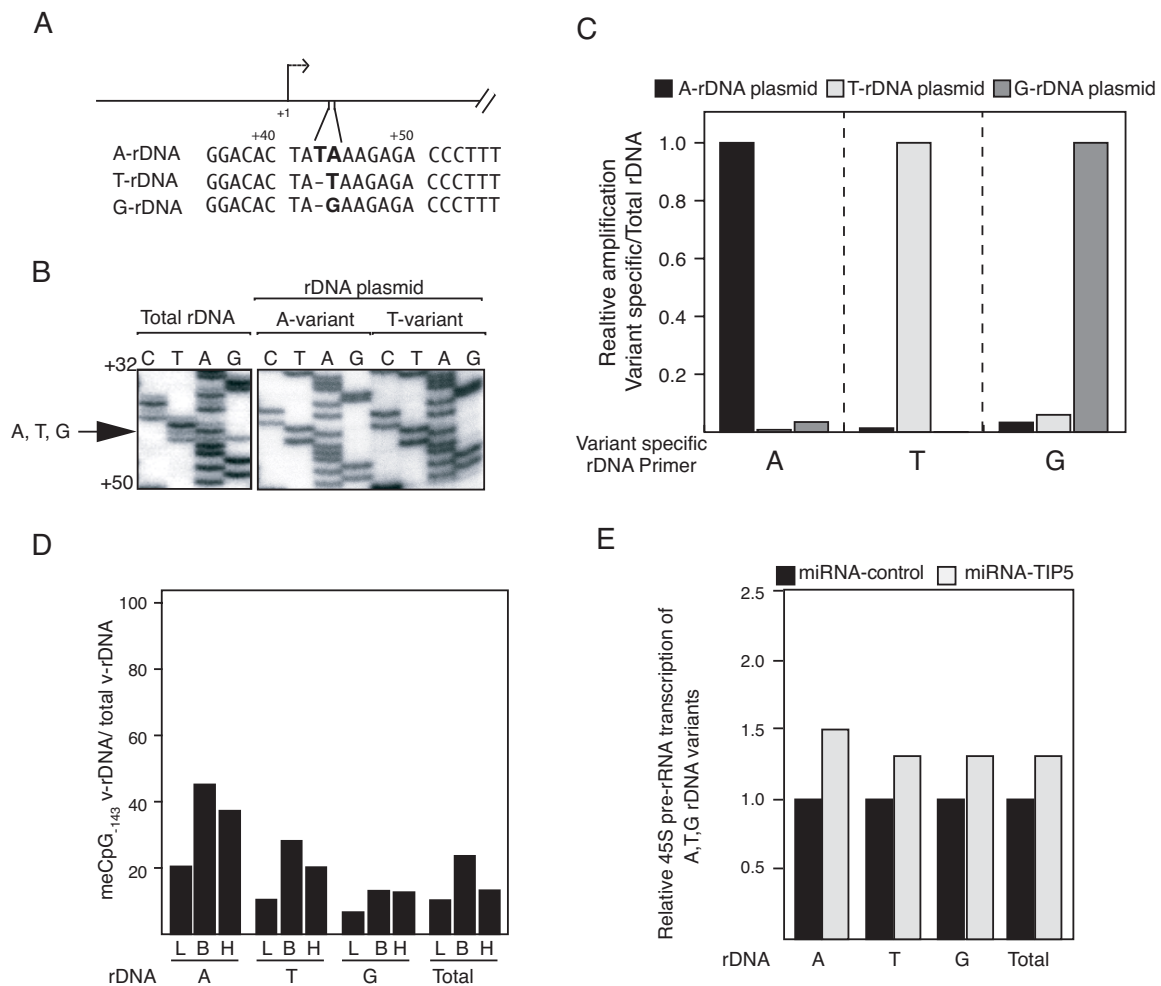 A
+1
+40 +50
A-rDNA GGACAC TATAAAGAGA CCCTTT
T-rDNA GGACAC TA-TAAGAGA CCCTTT
G-rDNA GGACAC TA-GAAGAGA CCCTTT
B
rDNA plasmid
Total rDNA A-variant T-variant
C T A G C T A G C T A G
+32
A, T, G
+50
C
A-rDNA plasmid T-rDNA plasmid G-rDNA plasmid
Realtive amplification
Variant specific/Total rDNA
1.0
0.8
0.6
0.4
0.2
Variant specific
rDNA Primer
A T G
D
meCpG-143 v-rDNA/ total v-rDNA
100
80
60
40
20
L B H L B H L B H L B H
rDNA A T G Total
E
miRNA-control miRNA-TIP5
Relative 45S pre-rRNA transcription of
A,T,G rDNA variants
2.5
2.0
1.5
1.0
0.5
rDNA A T G Total